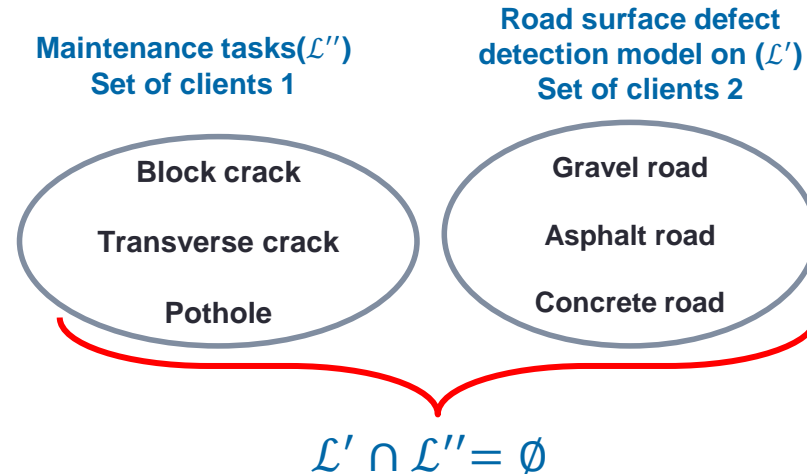 Maintenance tasks(ℒ′′)
Set of clients 1
Road surface defect
detection model on (ℒ′)
Set of clients 2
Block crack
Transverse crack
Pothole
Gravel road
Asphalt road
Concrete road
ℒ′ ∩ ℒ′′= ∅